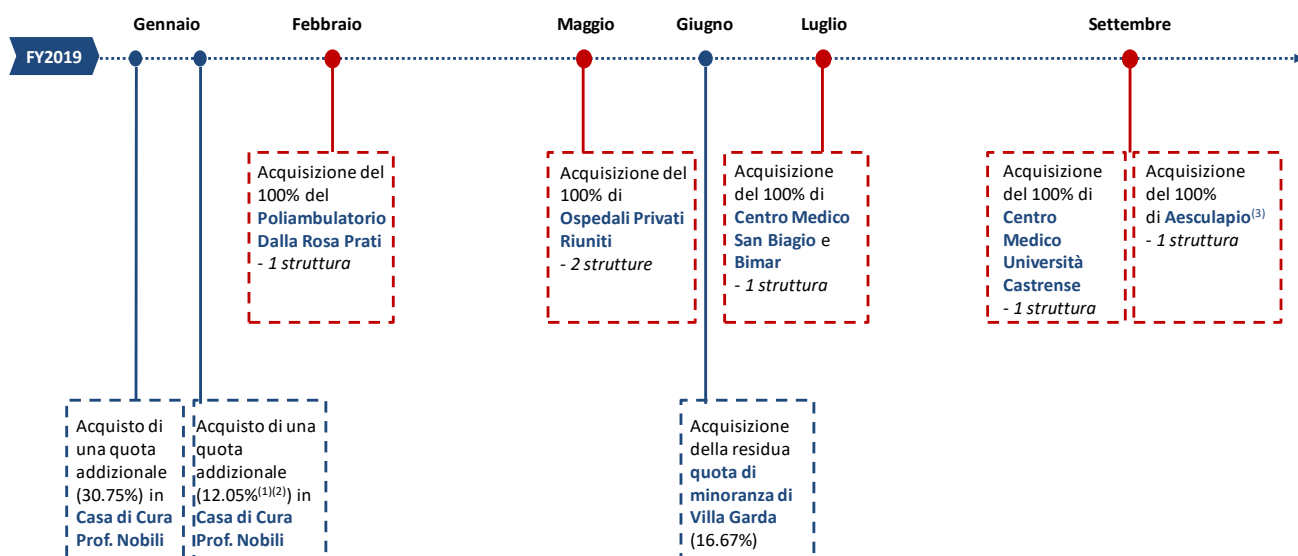 Gennaio
Febbraio
Maggio
Giugno
Luglio
Settembre
FY2019
Acquisizione del
100% del
Poliambulatorio
Dalla Rosa Prati
- 1 struttura
Acquisizione del
100% di
Ospedali Privati
Riuniti
- 2 strutture
Acquisizione
del 100% di
Centro Medico
San Biagio e
Bimar
- 1 struttura
Acquisizione
del 100% di
Centro
Medico
Università
Castrense
- 1 struttura
Acquisizione
del 100%
di Aesculapio(3)
- 1 struttura
Acquisto di
una quota
addizionale
(30.75%) in
Casa di Cura
Prof. Nobili
Acquisto di una
quota
addizionale
(12.05%(1)(2)) in
Casa di Cura
Prof. Nobili
Acquisizione
della residua
quota di
minoranza di
Villa Garda
(16.67%)